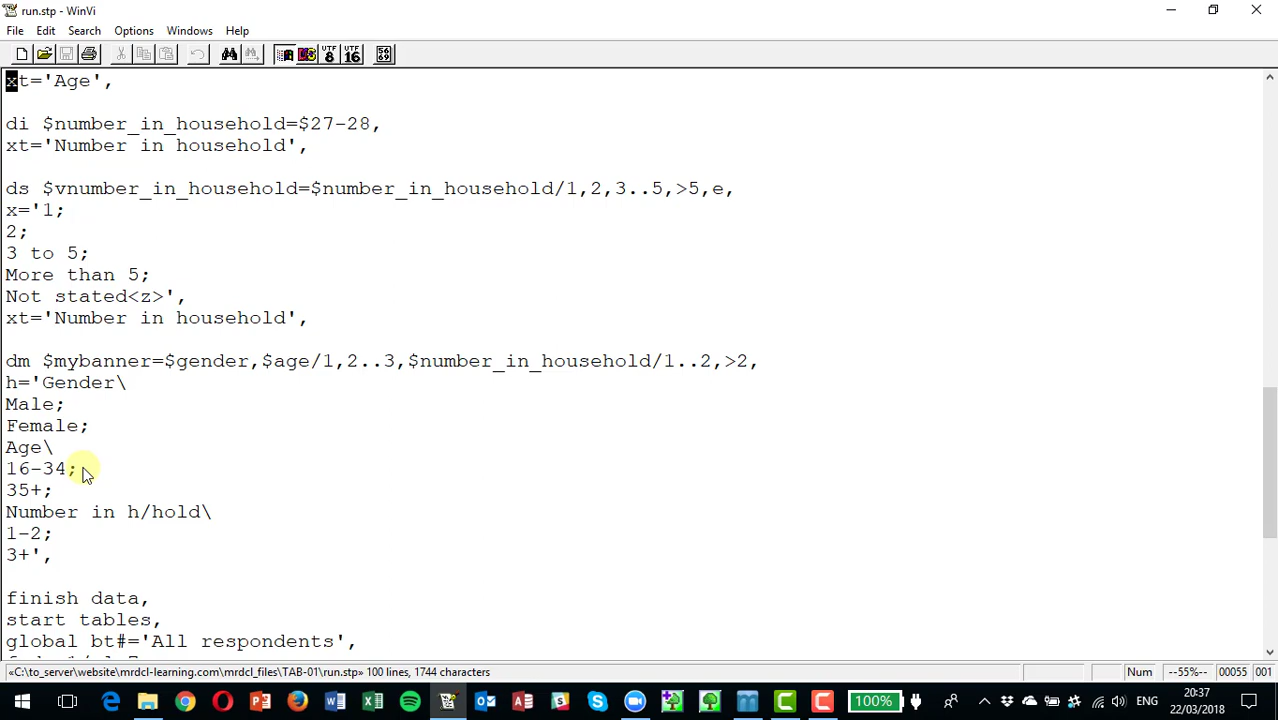 run.stp - WinVi
File Edit Search Options Windows Help
UTF 8 UTF 16
xt='Age',
di $number_in_household=$27-28,
xt='Number in household',
ds $vnumber_in_household=$number_in_household/1,2,3..5,>5,e,
x='1;
2;
3 to 5;
More than 5;
Not stated<z>',
xt='Number in household',
dm $mybanner=$gender,$age/1,2..3,$number_in_household/1..2,>2,
h='Gender\
Male;
Female;
Age\
16-34;
35+;
Number in h/hold\
1-2;
3+',
finish data,
start tables,
global bt#='All respondents',
«C:\to_server\website\mrdcl-learning.com\mrdcl_files\TAB-01\run.stp» 100 lines, 1744 characters
Num --55%-- 00055 001
100% ENG 20:37
22/03/2018